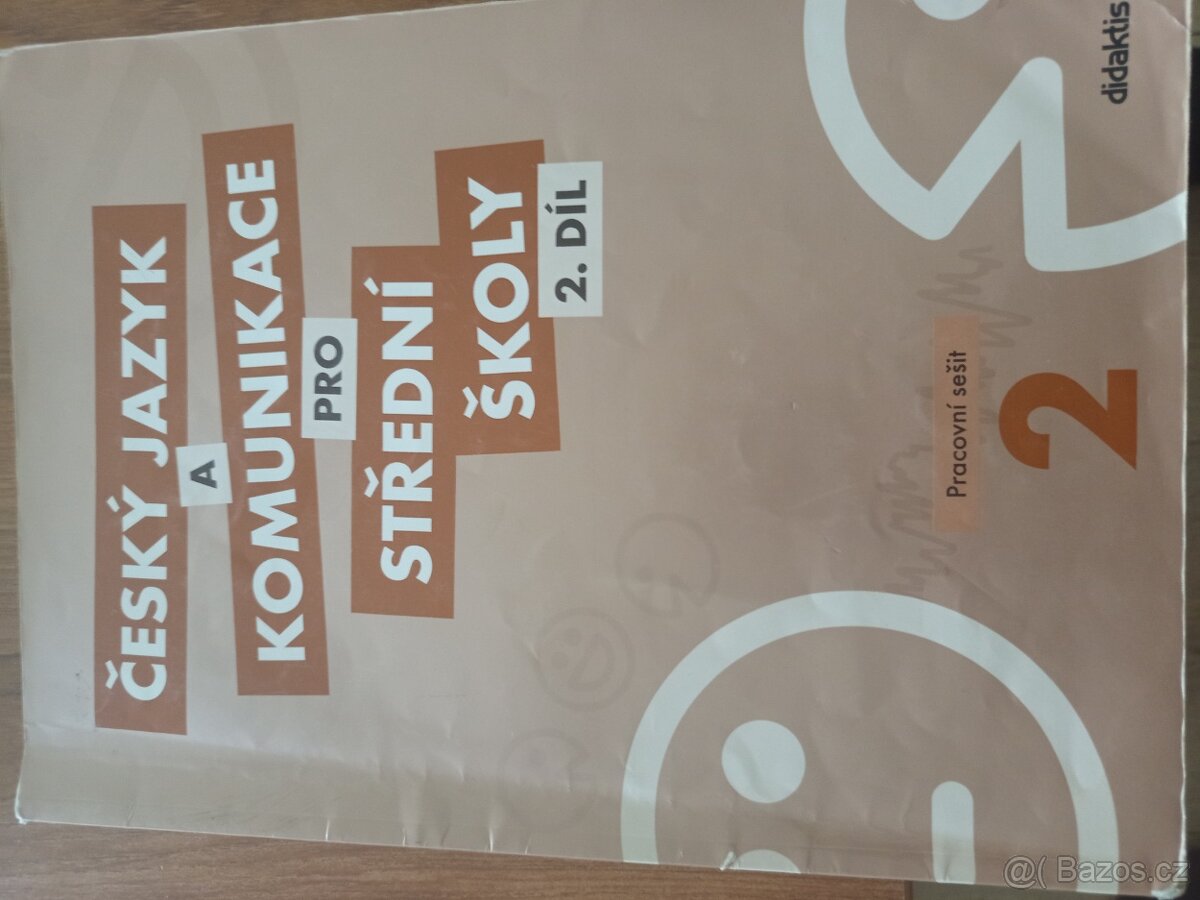 ČESKÝ JAZYK
A
KOMUNIKACE
PRO
STŘEDNÍ
ŠKOLY
2. DÍL
Pracovní sešit
2
didaktis
@( Bazos.cz